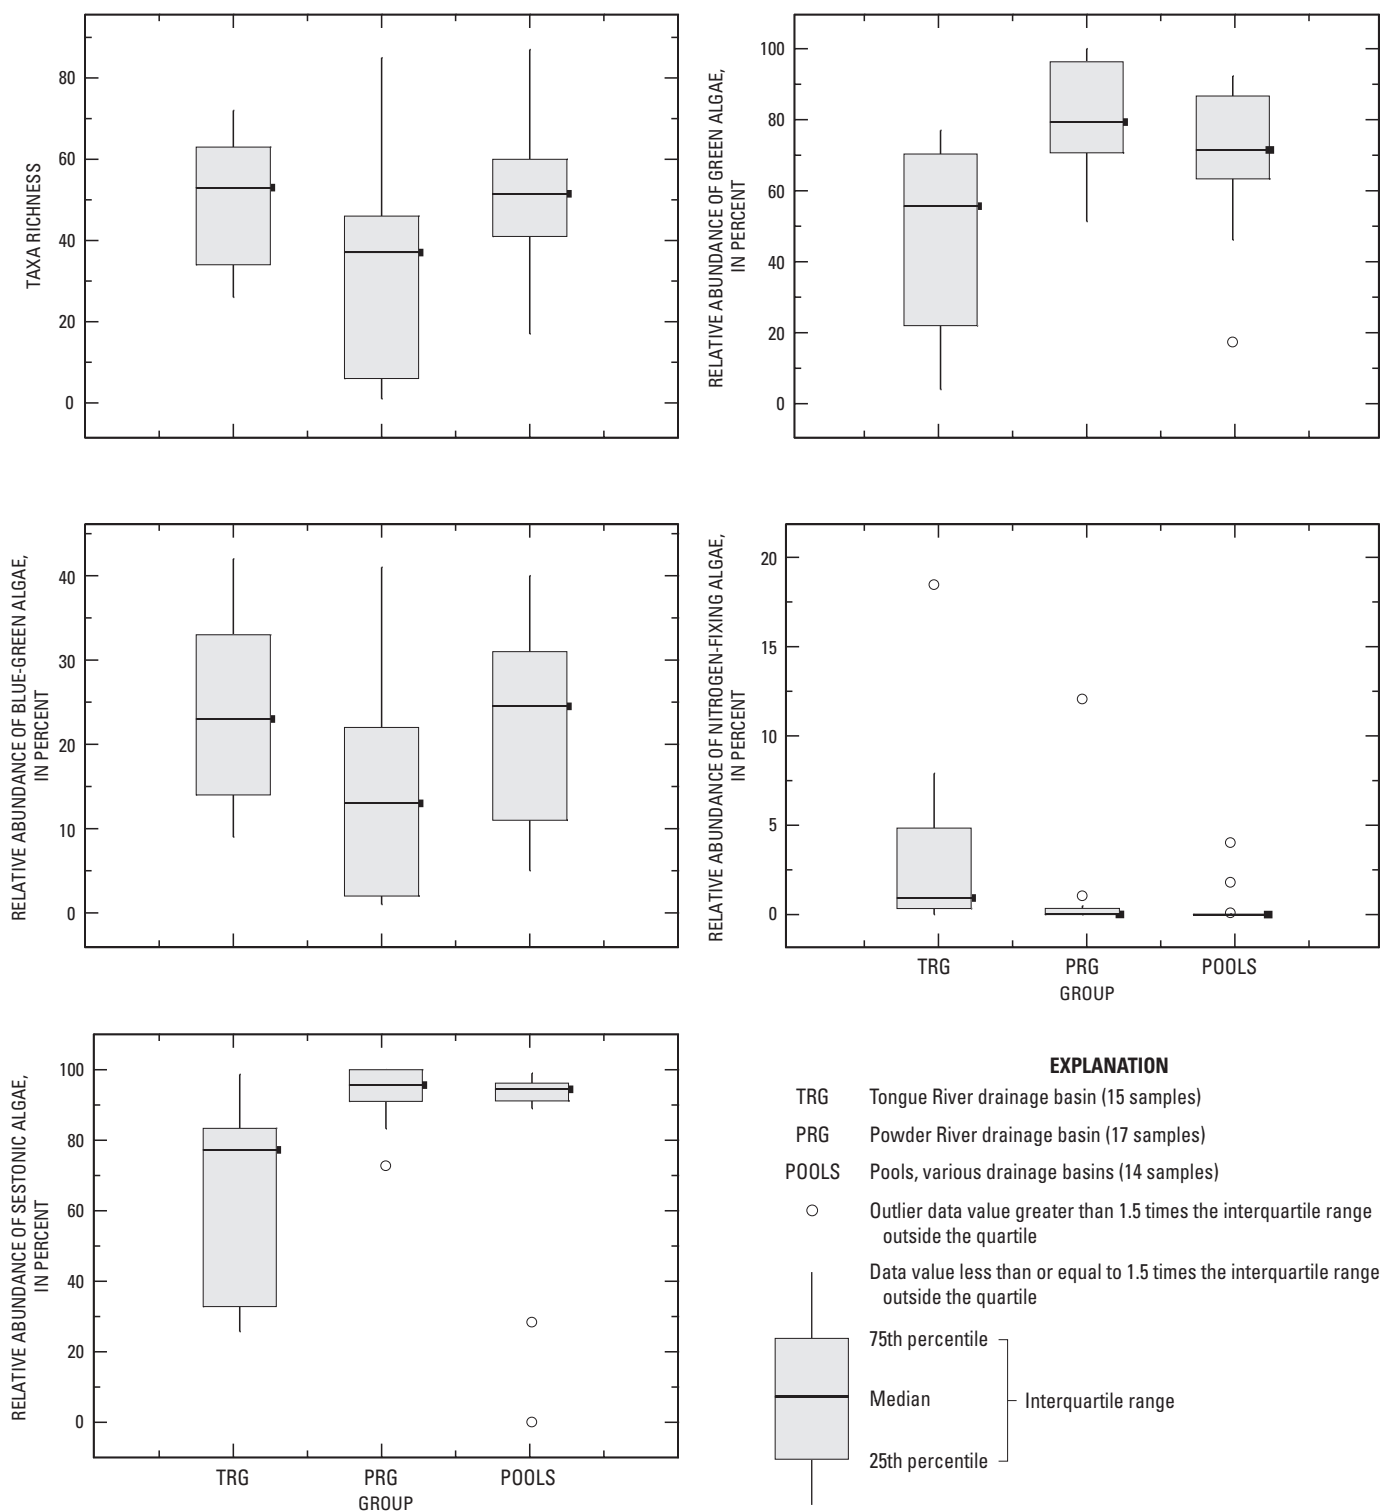 TAXA RICHNESS
80
60
40
20
0
RELATIVE ABUNDANCE OF GREEN ALGAE,
IN PERCENT
100
80
60
40
20
0
RELATIVE ABUNDANCE OF BLUE-GREEN ALGAE,
IN PERCENT
40
30
20
10
0
RELATIVE ABUNDANCE OF NITROGEN-FIXING ALGAE,
IN PERCENT
20
15
10
5
0
TRG PRG POOLS
GROUP
RELATIVE ABUNDANCE OF SESTONIC ALGAE,
IN PERCENT
100
80
60
40
20
0
TRG PRG POOLS
GROUP
EXPLANATION
TRG Tongue River drainage basin (15 samples)
PRG Powder River drainage basin (17 samples)
POOLS Pools, various drainage basins (14 samples)
Outlier data value greater than 1.5 times the interquartile range
outside the quartile
Data value less than or equal to 1.5 times the interquartile range
outside the quartile
75th percentile
Median
Interquartile range
25th percentile